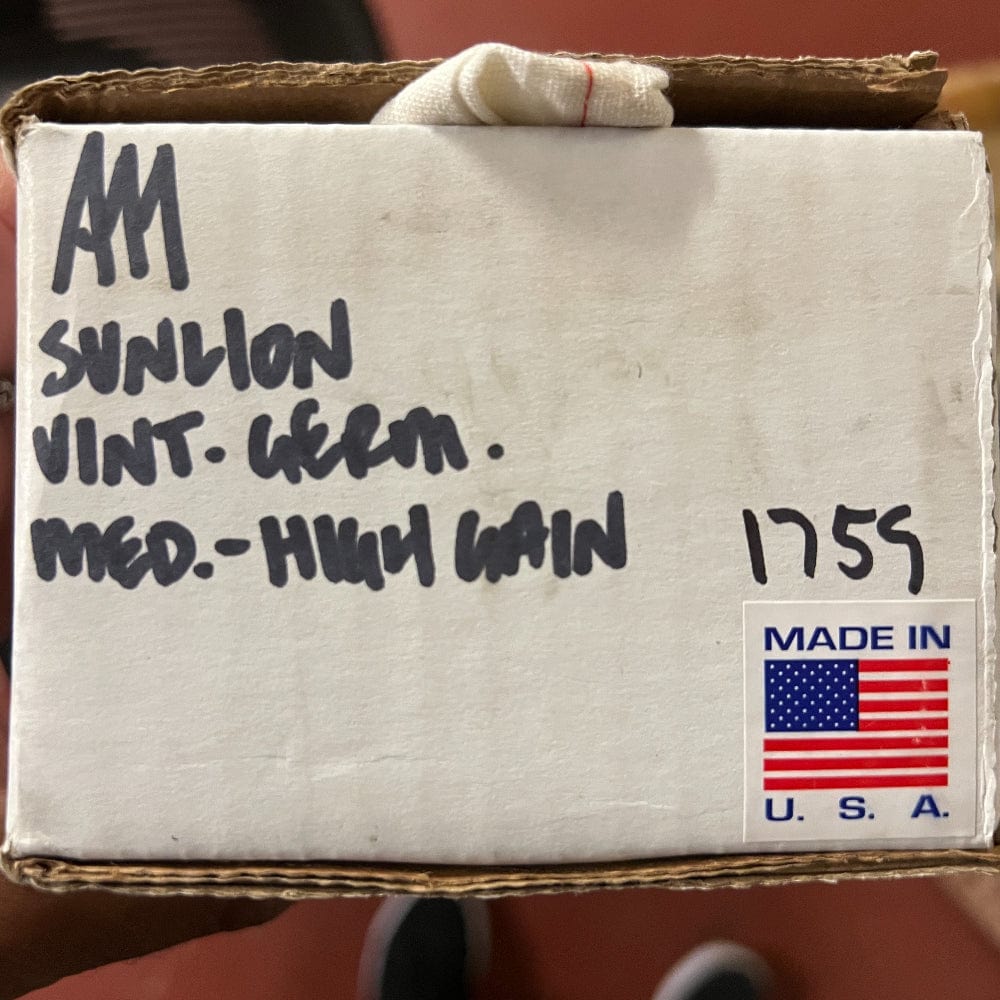 AM
SUNLION
VINT. GERM.
MED.-HIGH GAIN
1759
MADE IN
U. S. A.